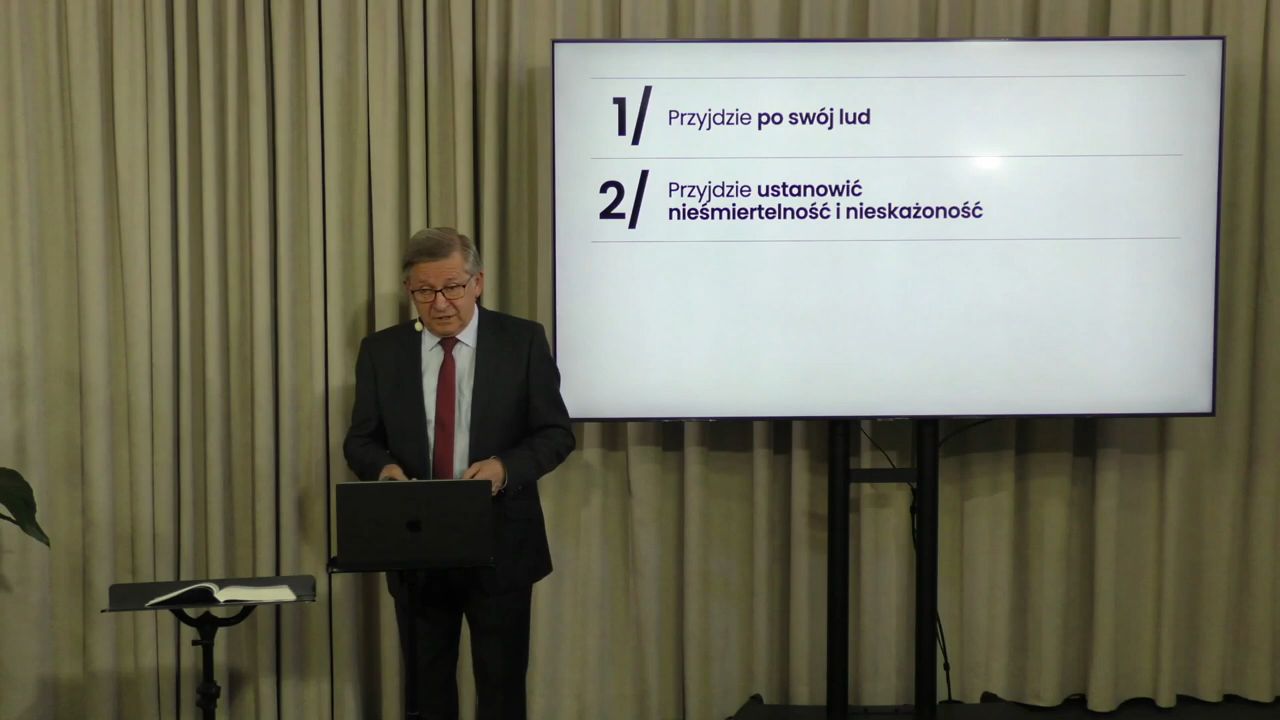 1/ Przyjdzie po swój lud
2/ Przyjdzie ustanowić
nieśmiertelność i nieskażoność